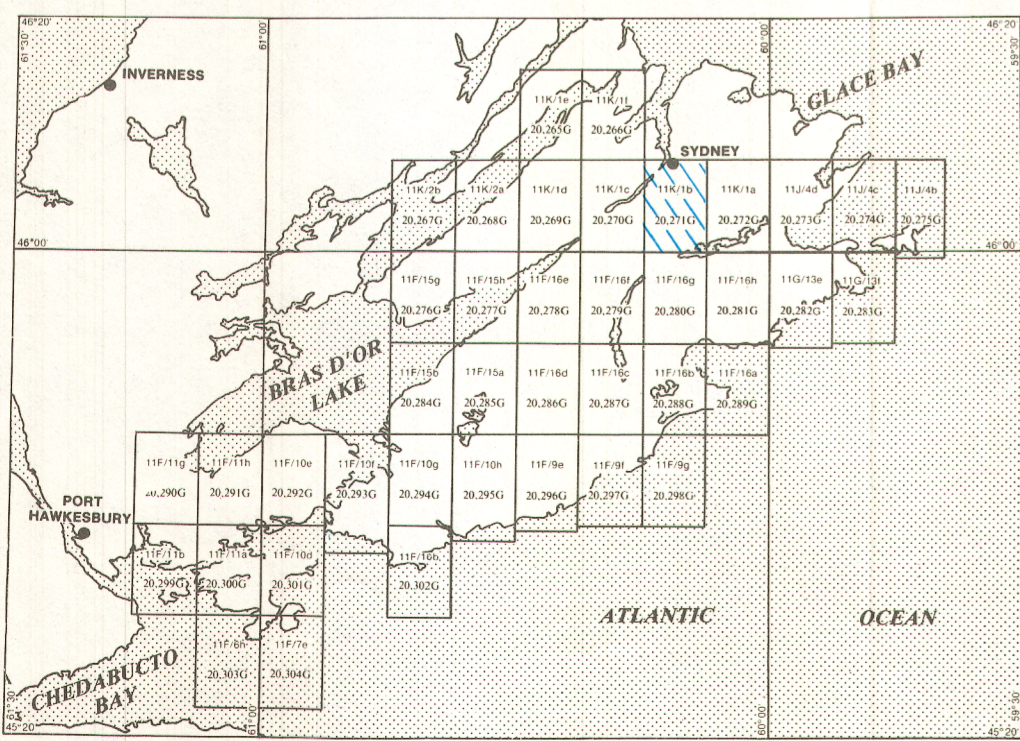 46°20'
61°30'
61°00'
60°00'
46°20'
59°30'
INVERNESS
GLACE BAY
SYDNEY
11K/1e
11K/1f
20,265G
20,266G
11K/2b
11K/2a
11K/1d
11K/1c
11K/1b
11K/1a
11J/4d
11J/4c
11J/4b
20,267G
20,268G
20,269G
20,270G
20,271G
20,272G
20,273G
20,274G
20,275G
46°00'
46°00'
11F/15g
11F/15h
11F/16e
11F/16f
11F/16g
11F/16h
11G/13e
11G/13f
20,276G
20,277G
20,278G
20,279G
20,280G
20,281G
20,282G
20,283G
BRAS D'OR
LAKE
11F/15b
11F/15a
11F/16d
11F/16c
11F/16b
11F/16a
20,284G
20,285G
20,286G
20,287G
20,288G
20,289G
11F/11g
11F/11h
11F/10e
11F/10f
11F/10g
11F/10h
11F/9e
11F/9f
11F/9g
20,290G
20,291G
20,292G
20,293G
20,294G
20,295G
20,296G
20,297G
20,298G
PORT
HAWKESBURY
11F/11b
11F/11a
11F/10d
11F/10b
20,299G
20,300G
20,301G
20,302G
ATLANTIC
OCEAN
11F/6h
11F/7e
20,303G
20,304G
CHEDABUCTO
BAY
61°30'
45°20'
61°00'
60°00'
59°30'
45°20'